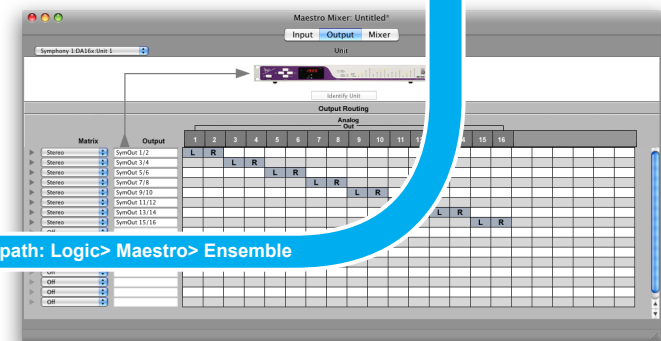 Maestro Mixer: Untitled*
Input Output Mixer
Symphony 1:DA16x:Unit 1
Unit
Identify Unit
Output Routing
Analog
Out
Matrix Output 1 2 3 4 5 6 7 8 9 10 11 15 16
Stereo SymOut 1/2 L R
Stereo SymOut 3/4 L R
Stereo SymOut 5/6 L R
Stereo SymOut 7/8 L R
Stereo SymOut 9/10 L R
Stereo SymOut 11/12
Stereo SymOut 13/14 L R
Stereo SymOut 15/16 L R
Off
path: Logic> Maestro> Ensemble
Off
Off
Off